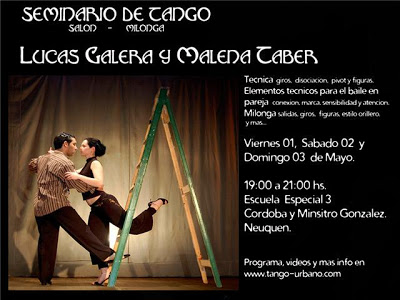 SEMINARIO DE TANGO
SALON - MILONGA
LUCAS GALERA Y MALENA TABER
Tecnica giros, disociacion, pivot y figuras.
Elementos tecnicos para el baile en
pareja conexion, marca, sensibilidad y atencion.
Milonga salidas, giros, figuras, estilo orillero.
y mas...
Viernes 01, Sabado 02 y
Domingo 03 de Mayo.
19:00 a 21:00 hs.
Escuela Especial 3
Cordoba y Minsitro Gonzalez.
Neuquen.
Programa, videos y mas info en
www.tango-urbano.com